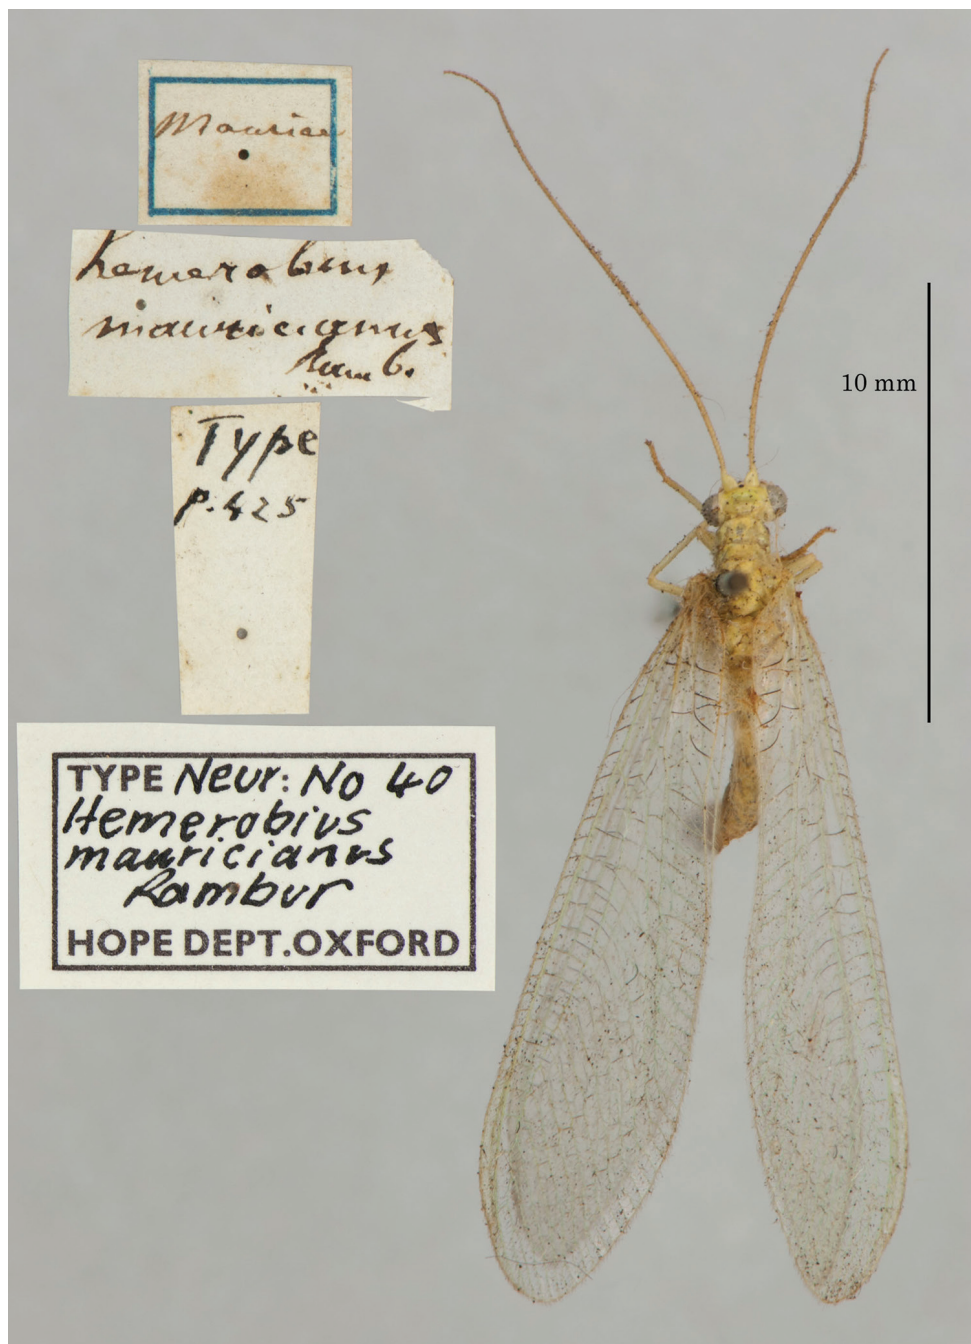 Maurice
hemerobius
mauricianus
Ramb.
Type
p. 425
TYPE Neur: No 40
Hemerobius
mauricianus
Rambur
HOPE DEPT. OXFORD
10 mm